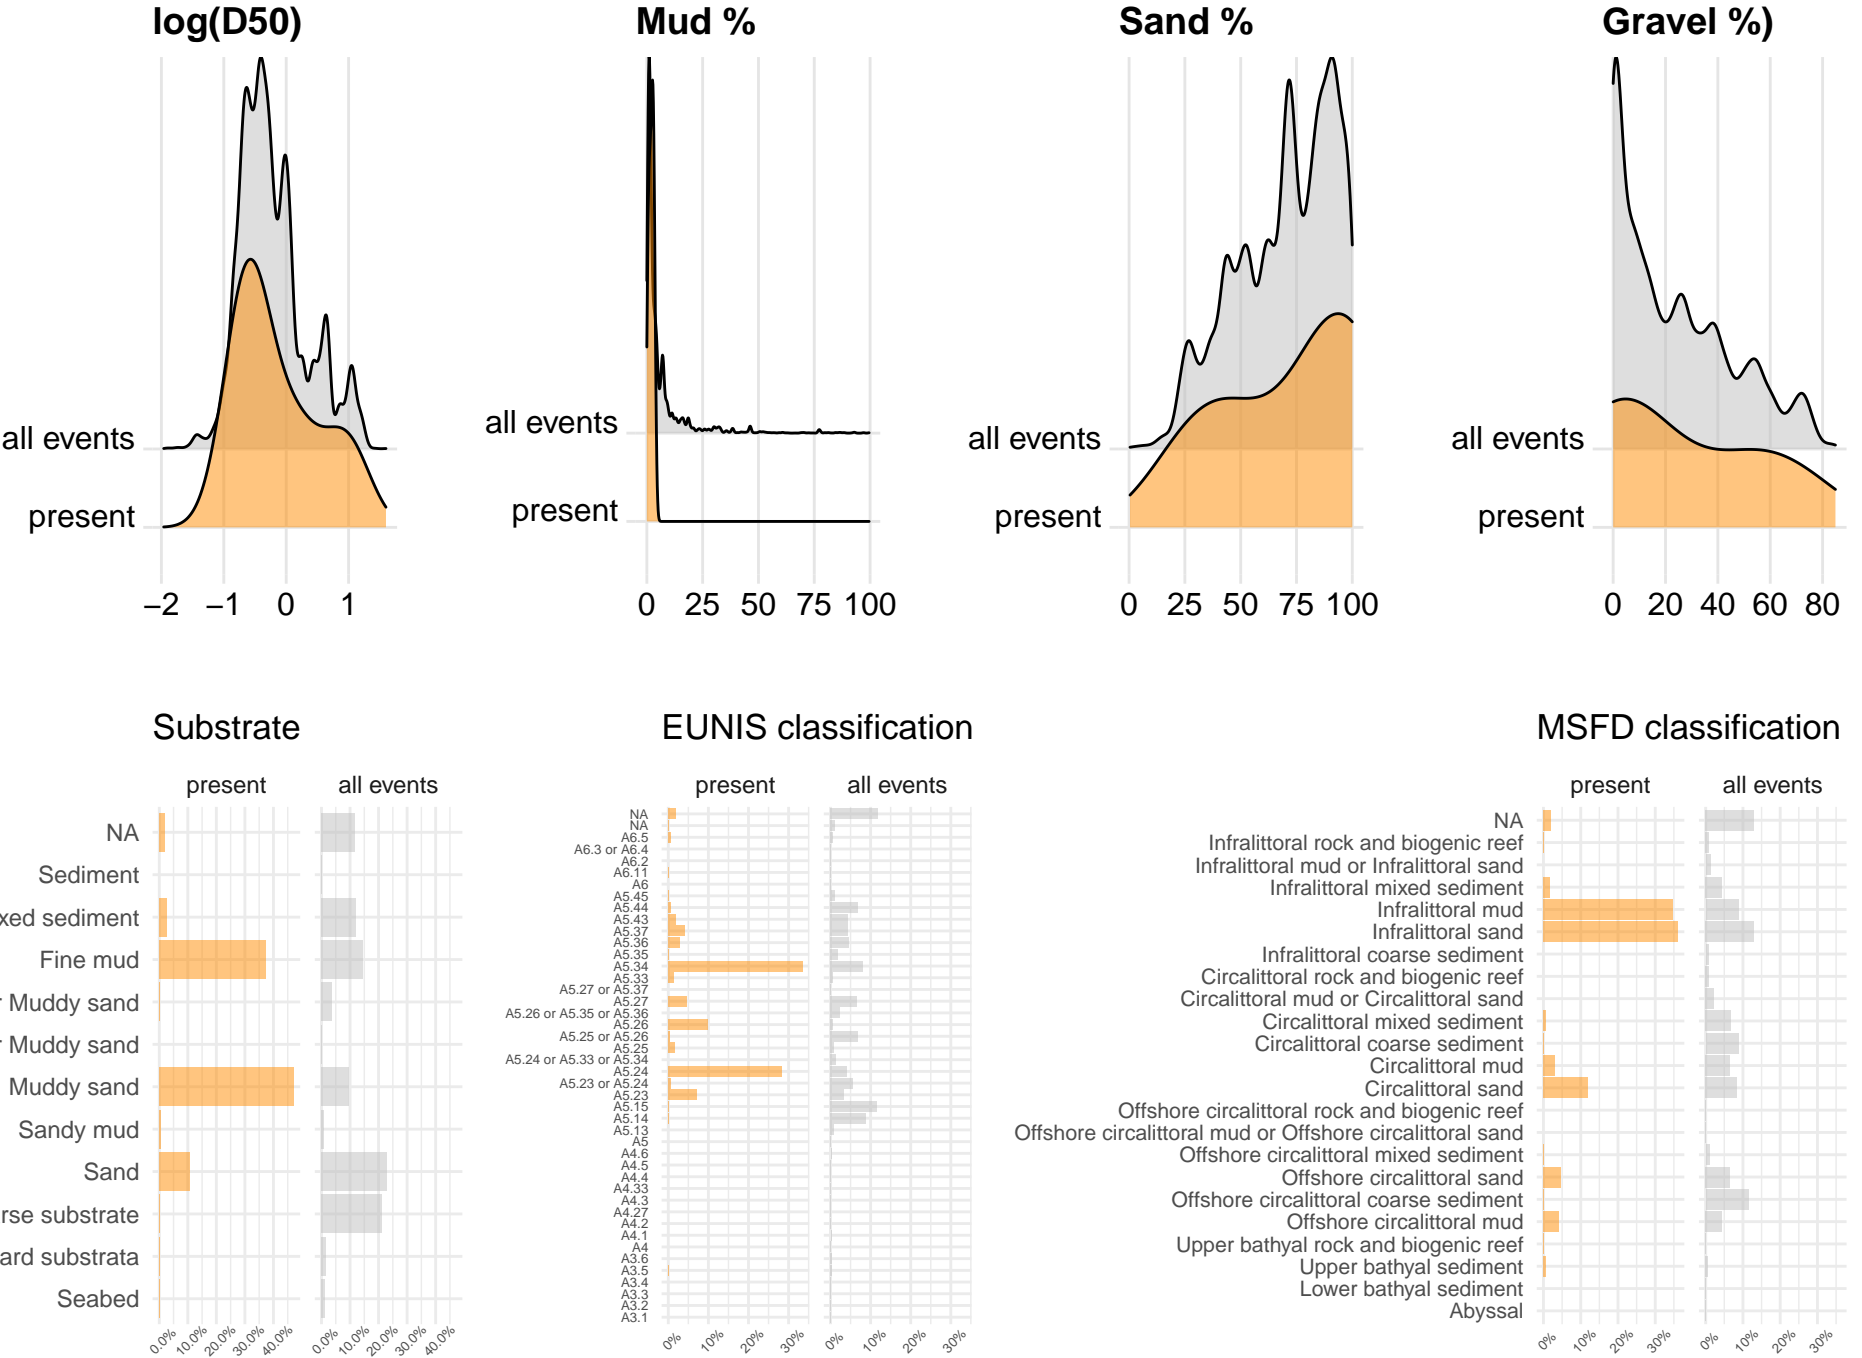 log(D50)
Mud %
Sand %
Gravel %)
all events
present
−2 −1 0 1
all events
present
0 25 50 75 100
all events
present
0 25 50 75 100
all events
present
0 20 40 60 80
Substrate
present all events
NA
Sediment
xed sediment
Fine mud
r Muddy sand
r Muddy sand
Muddy sand
Sandy mud
Sand
rse substrate
ard substrata
Seabed
0.0% 10.0% 20.0% 30.0% 40.0% 0.0% 10.0% 20.0% 30.0% 40.0%
EUNIS classification
present all events
NA
NA
A6.5
A6.3 or A6.4
A6.2
A6.11
A6
A5.45
A5.44
A5.43
A5.37
A5.36
A5.35
A5.34
A5.33
A5.27 or A5.37
A5.27
A5.26 or A5.35 or A5.36
A5.26
A5.25 or A5.26
A5.25
A5.24 or A5.33 or A5.34
A5.24
A5.23 or A5.24
A5.23
A5.15
A5.14
A5.13
A5
A4.6
A4.5
A4.4
A4.33
A4.3
A4.27
A4.2
A4.1
A4
A3.6
A3.5
A3.4
A3.3
A3.2
A3.1
0% 10% 20% 30% 0% 10% 20% 30%
MSFD classification
present all events
NA
Infralittoral rock and biogenic reef
Infralittoral mud or Infralittoral sand
Infralittoral mixed sediment
Infralittoral mud
Infralittoral sand
Infralittoral coarse sediment
Circalittoral rock and biogenic reef
Circalittoral mud or Circalittoral sand
Circalittoral mixed sediment
Circalittoral coarse sediment
Circalittoral mud
Circalittoral sand
Offshore circalittoral rock and biogenic reef
Offshore circalittoral mud or Offshore circalittoral sand
Offshore circalittoral mixed sediment
Offshore circalittoral sand
Offshore circalittoral coarse sediment
Offshore circalittoral mud
Upper bathyal rock and biogenic reef
Upper bathyal sediment
Lower bathyal sediment
Abyssal
0% 10% 20% 30% 0% 10% 20% 30%